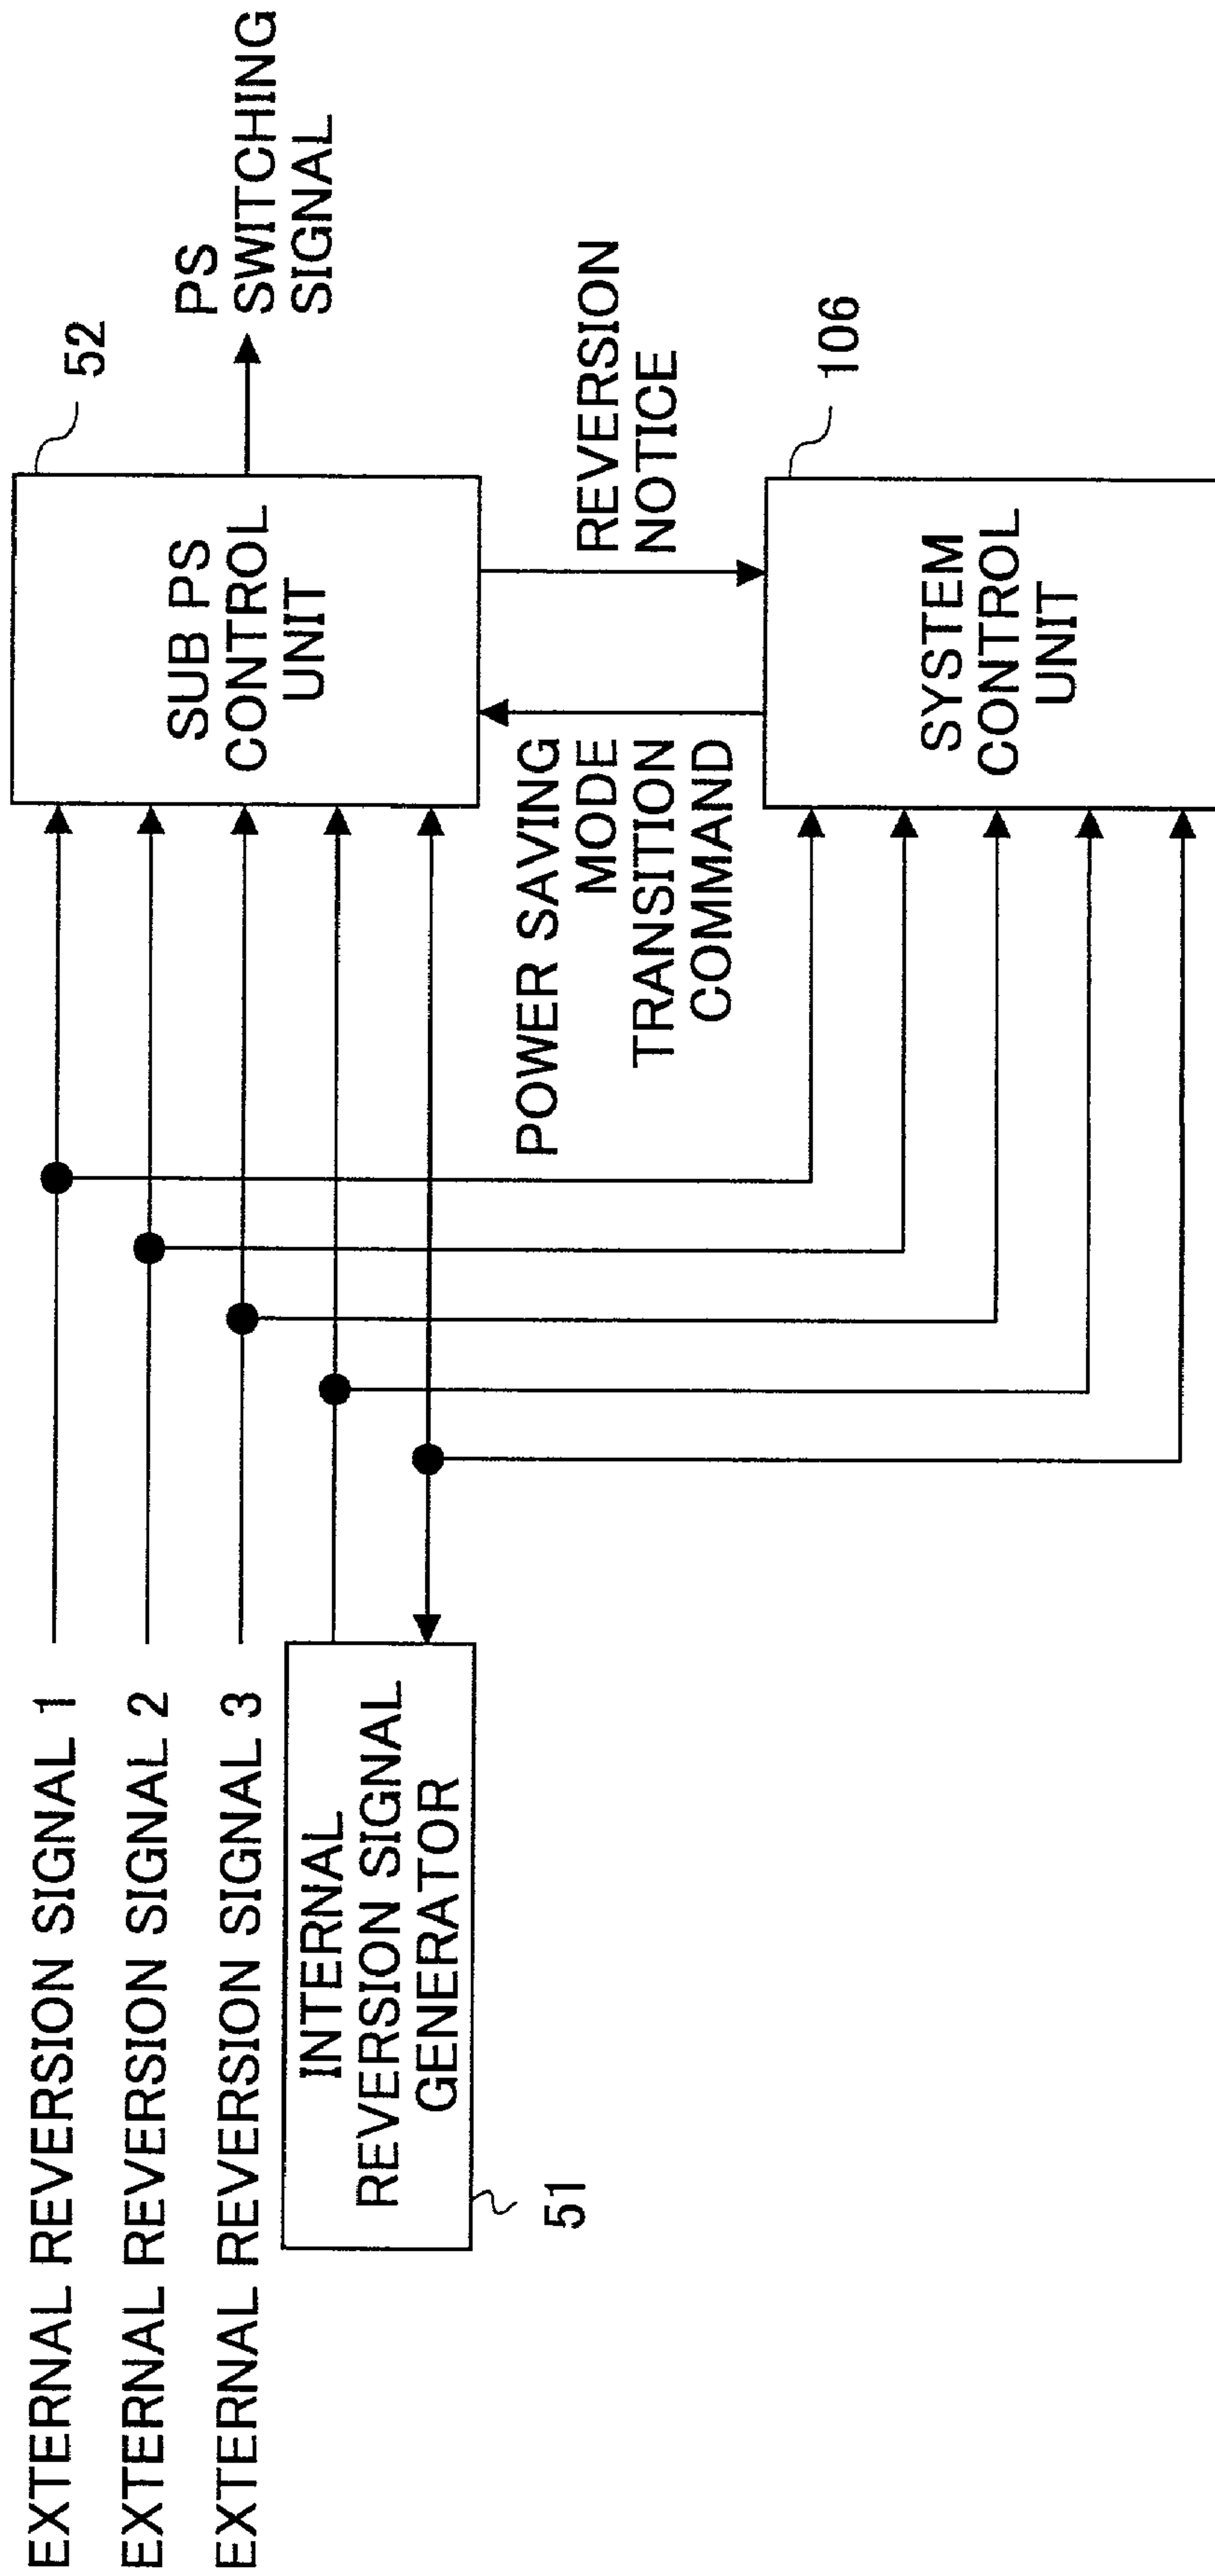 EXTERNAL REVERSION SIGNAL 1
EXTERNAL REVERSION SIGNAL 2
EXTERNAL REVERSION SIGNAL 3
INTERNAL
REVERSION SIGNAL
GENERATOR
51
SUB PS
CONTROL
UNIT
52
PS
SWITCHING
SIGNAL
POWER SAVING
MODE
TRANSITION
COMMAND
REVERSION
NOTICE
SYSTEM
CONTROL
UNIT
106